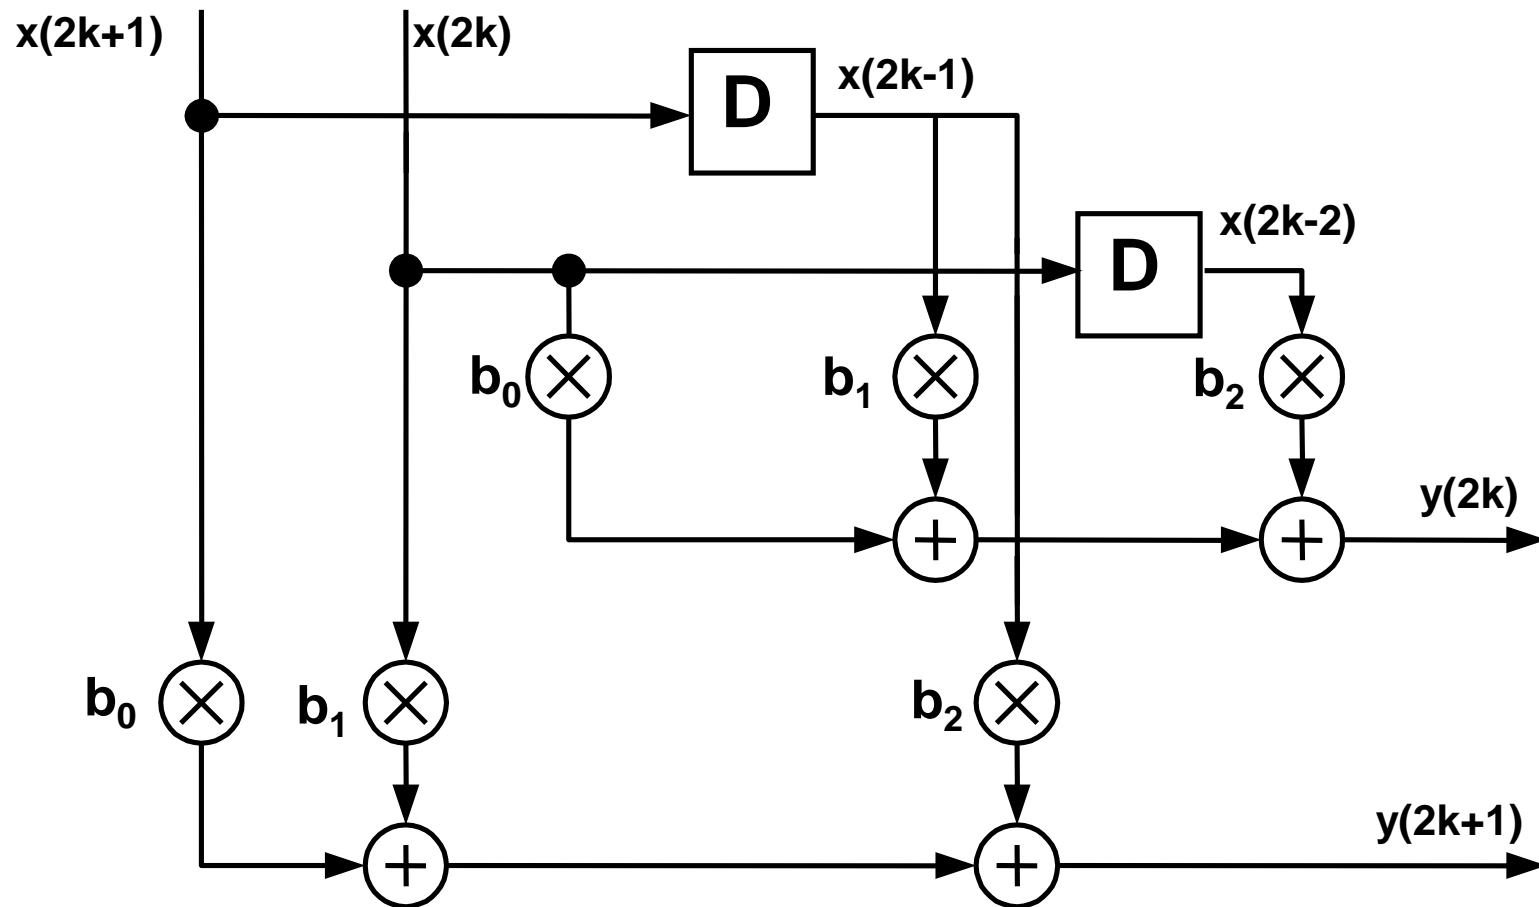 x(2k+1)
x(2k)
D
x(2k-1)
D
x(2k-2)
b0
b1
b2
y(2k)
b0
b1
b2
y(2k+1)